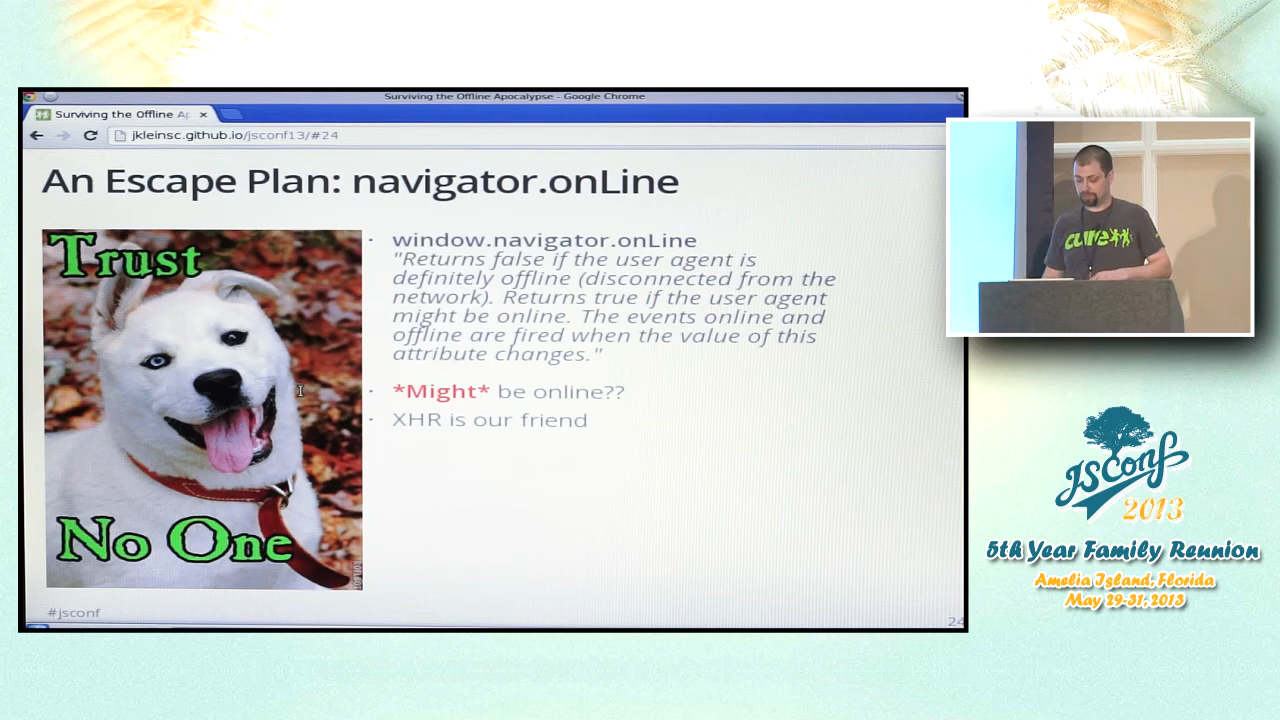 Surviving the Offline Apocalypse - Google Chrome
Surviving the Offline Ap
jkleinsc.github.io/jsconf13/#24
An Escape Plan: navigator.onLine
Trust
No One
window.navigator.onLine
"Returns false if the user agent is
definitely offline (disconnected from the
network). Returns true if the user agent
might be online. The events online and
offline are fired when the value of this
attribute changes."
*Might* be online??
XHR is our friend
#jsconf
24
JSConf
2013
5th Year Family Reunion
Amelia Island, Florida
May 29-31, 2013